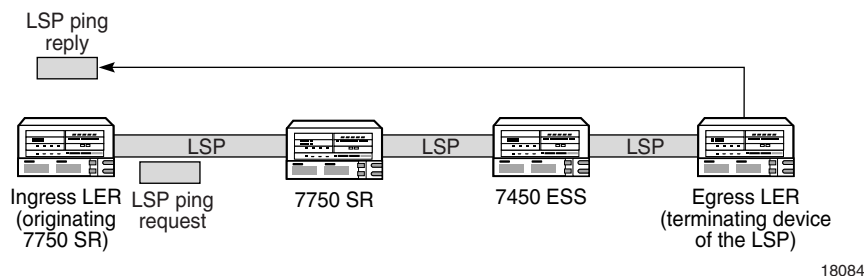 LSP ping
reply
LSP
LSP
LSP
Ingress LER
(originating
7750 SR)
LSP ping
request
7750 SR
7450 ESS
Egress LER
(terminating device
of the LSP)
18084